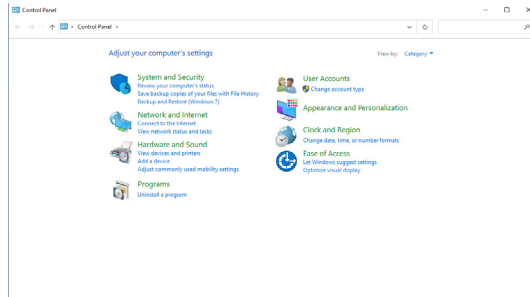 Control Panel
Control Panel
Adjust your computer's settings
View by: Category
System and Security
Review your computer's status
Save backup copies of your files with File History
Backup and Restore (Windows 7)
Network and Internet
Connect to the Internet
View network status and tasks
Hardware and Sound
View devices and printers
Add a device
Adjust commonly used mobility settings
Programs
Uninstall a program
User Accounts
Change account type
Appearance and Personalization
Clock and Region
Change date, time, or number formats
Ease of Access
Let Windows suggest settings
Optimize visual display